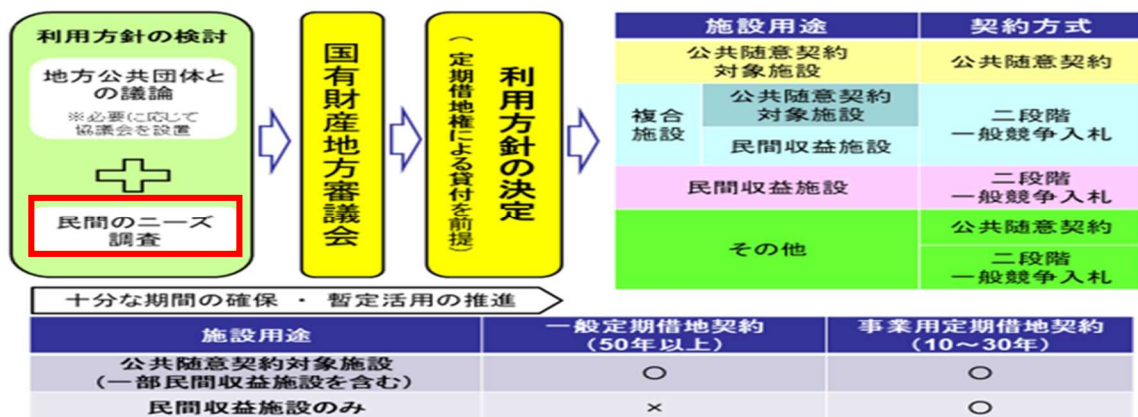 利用方針の検討
地方公共団体と
の議論
※必要に応じて
協議会を設置
民間のニーズ
調査
国有財産地方審議会
利用方針の決定
(定期借地権による貸付を前提)
施設用途
契約方式
公共随意契約
対象施設
公共随意契約
複合
施設
公共随意契約
対象施設
民間収益施設
二段階
一般競争入札
民間収益施設
二段階
一般競争入札
その他
公共随意契約
二段階
一般競争入札
十分な期間の確保 ・ 暫定活用の推進
施設用途
一般定期借地契約
(50年以上)
事業用定期借地契約
(10~30年)
公共随意契約対象施設
(一部民間収益施設を含む)
○
○
民間収益施設のみ
×
○